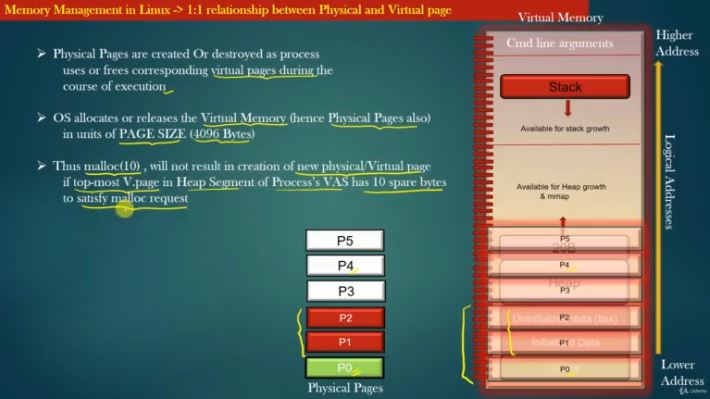 Memory Management in Linux -> 1:1 relationship between Physical and Virtual page
Physical Pages are created Or destroyed as process
uses or frees corresponding virtual pages during the
course of execution
OS allocates or releases the Virtual Memory (hence Physical Pages also)
in units of PAGE SIZE (4096 Bytes)
Thus malloc(10) , will not result in creation of new physical/Virtual page
if top-most V.page in Heap Segment of Process's VAS has 10 spare bytes
to satisfy malloc request
P5
P4
P3
P2
P1
P0
Physical Pages
Virtual Memory
Cmd line arguments
Stack
Available for stack growth
Available for Heap growth
& mmap
P5
P4
Heap
P3
P2
Uninitialized data (bss)
P1
P0
Higher
Address
Logical Addresses
Lower
Address
Udemy